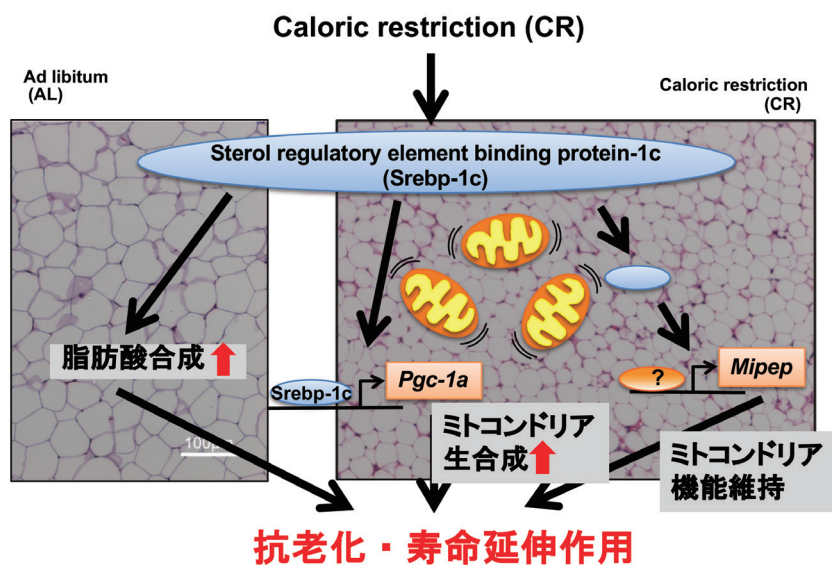 Caloric restriction (CR)
Ad libitum
(AL)
Caloric restriction
(CR)
Sterol regulatory element binding protein-1c
(Srebp-1c)
脂肪酸合成
Srebp-1c
Pgc-1a
?
Mipep
100μm
ミトコンドリア
生合成
ミトコンドリア
機能維持
抗老化・寿命延伸作用